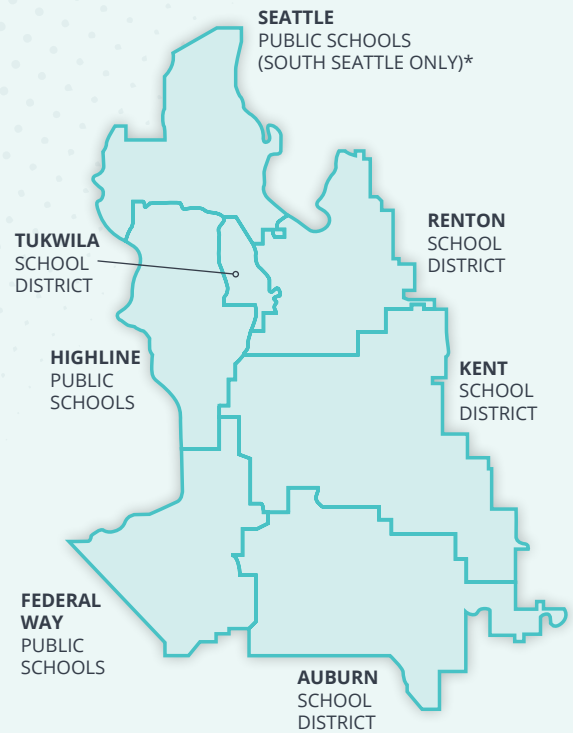 SEATTLE
PUBLIC SCHOOLS
(SOUTH SEATTLE ONLY)*
RENTON
SCHOOL
DISTRICT
TUKWILA
SCHOOL
DISTRICT
HIGHLINE
PUBLIC
SCHOOLS
KENT
SCHOOL
DISTRICT
FEDERAL
WAY
PUBLIC
SCHOOLS
AUBURN
SCHOOL
DISTRICT